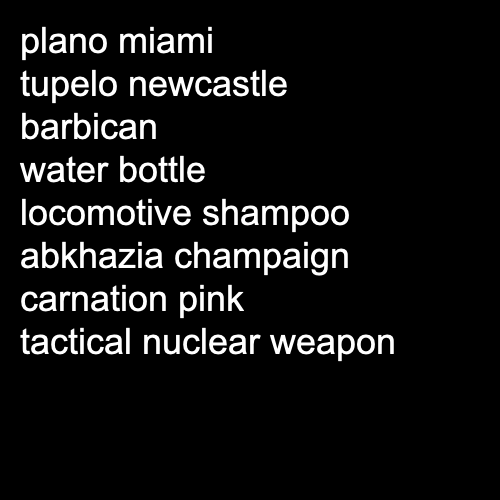 plano miami
tupelo newcastle
barbican
water bottle
locomotive shampoo
abkhazia champaign
carnation pink
tactical nuclear weapon